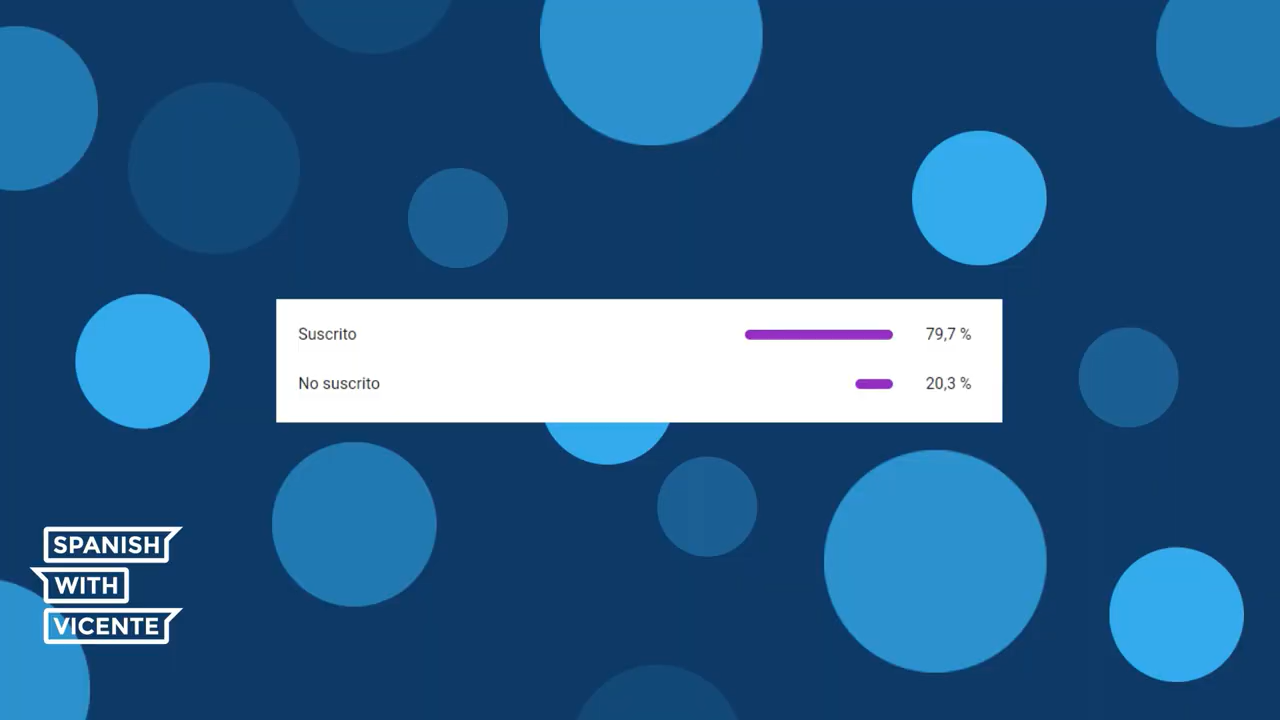 Suscrito 79,7 %
No suscrito 20,3 %
SPANISH
WITH
VICENTE